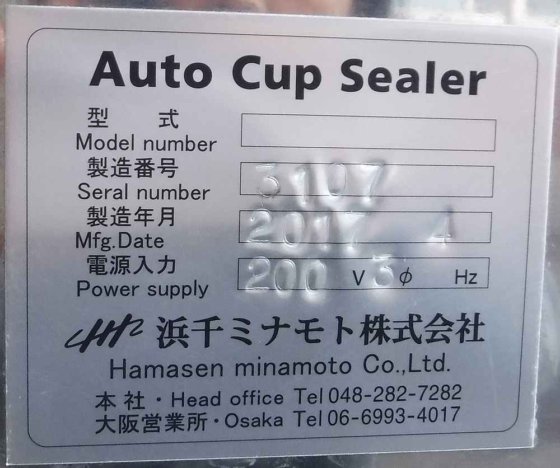 Auto Cup Sealer
型 式
Model number
製造番号 3107
Seral number
製造年月 2017 4
Mfg.Date
電源入力 200 V 3φ Hz
Power supply
浜千ミナモト株式会社
Hamasen minamoto Co.,Ltd.
本 社・Head office Tel 048-282-7282
大阪営業所・Osaka Tel 06-6993-4017